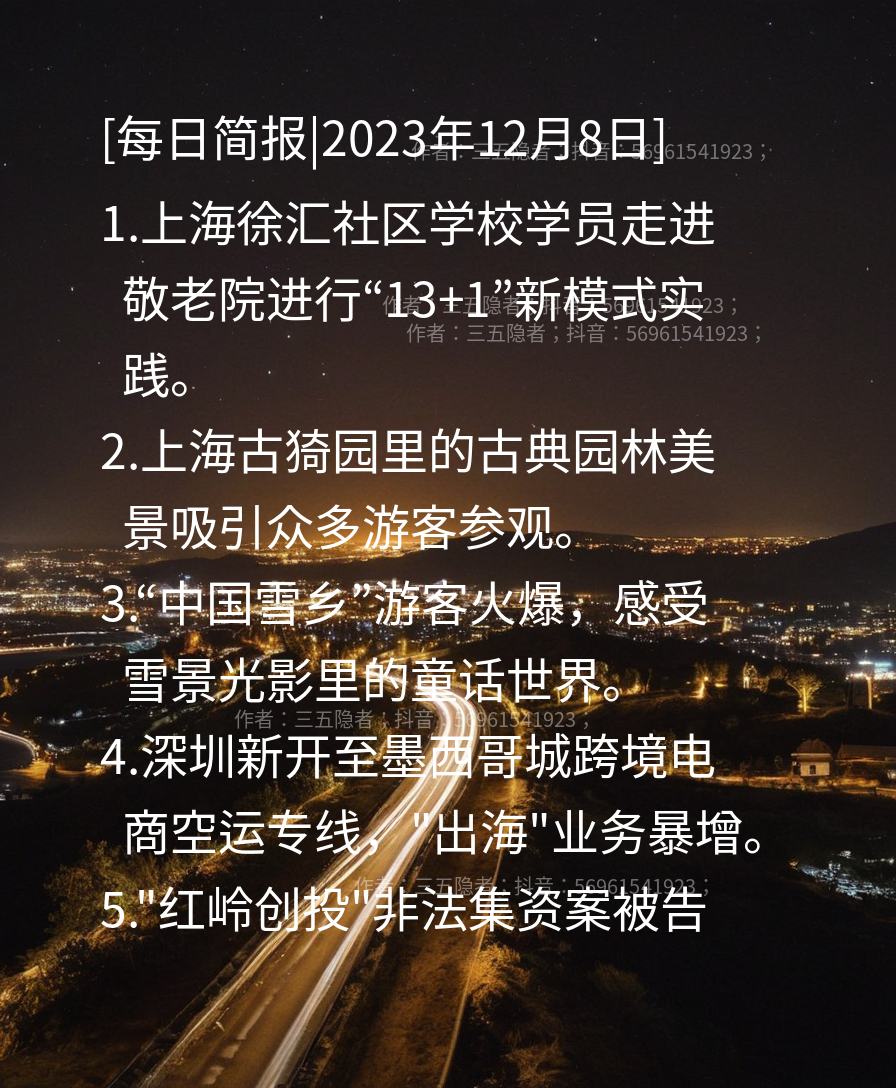 [每日简报|2023年12月8日]
作者：三五隐者；抖音：56961541923；
1.上海徐汇社区学校学员走进
敬老院进行“13+1”新模式实
作者：三五隐者；抖音：56961541923；
作者：三五隐者；抖音：56961541923；
践。
2.上海古猗园里的古典园林美
景吸引众多游客参观。
3.“中国雪乡”游客火爆，感受
雪景光影里的童话世界。
作者：三五隐者；抖音：56961541923；
4.深圳新开至墨西哥城跨境电
商空运专线，"出海"业务暴增。
作者：三五隐者；抖音：56961541923；
5."红岭创投"非法集资案被告